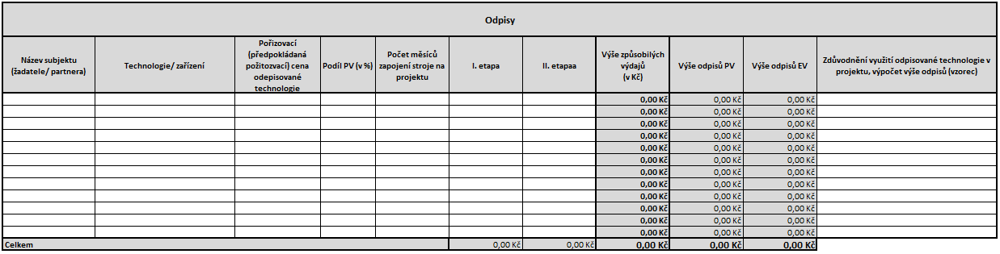 Odpisy
Název subjektu
(žadatele/ partnera)
Technologie/ zařízení
Pořizovací
(předpokládaná
požitozvací) cena
odepisované
technologie
Podíl PV (v %)
Počet měsíců
zapojení stroje na
projektu
I. etapa
II. etapaa
Výše způsobilých
výdajů
(v Kč)
Výše odpisů PV
Výše odpisů EV
Zdůvodnění využití odpisované technologie v
projektu, výpočet výše odpisů (vzorec)
0,00 Kč 0,00 Kč 0,00 Kč
0,00 Kč 0,00 Kč 0,00 Kč
0,00 Kč 0,00 Kč 0,00 Kč
0,00 Kč 0,00 Kč 0,00 Kč
0,00 Kč 0,00 Kč 0,00 Kč
0,00 Kč 0,00 Kč 0,00 Kč
0,00 Kč 0,00 Kč 0,00 Kč
0,00 Kč 0,00 Kč 0,00 Kč
0,00 Kč 0,00 Kč 0,00 Kč
0,00 Kč 0,00 Kč 0,00 Kč
0,00 Kč 0,00 Kč 0,00 Kč
0,00 Kč 0,00 Kč 0,00 Kč
Celkem 0,00 Kč 0,00 Kč 0,00 Kč 0,00 Kč 0,00 Kč